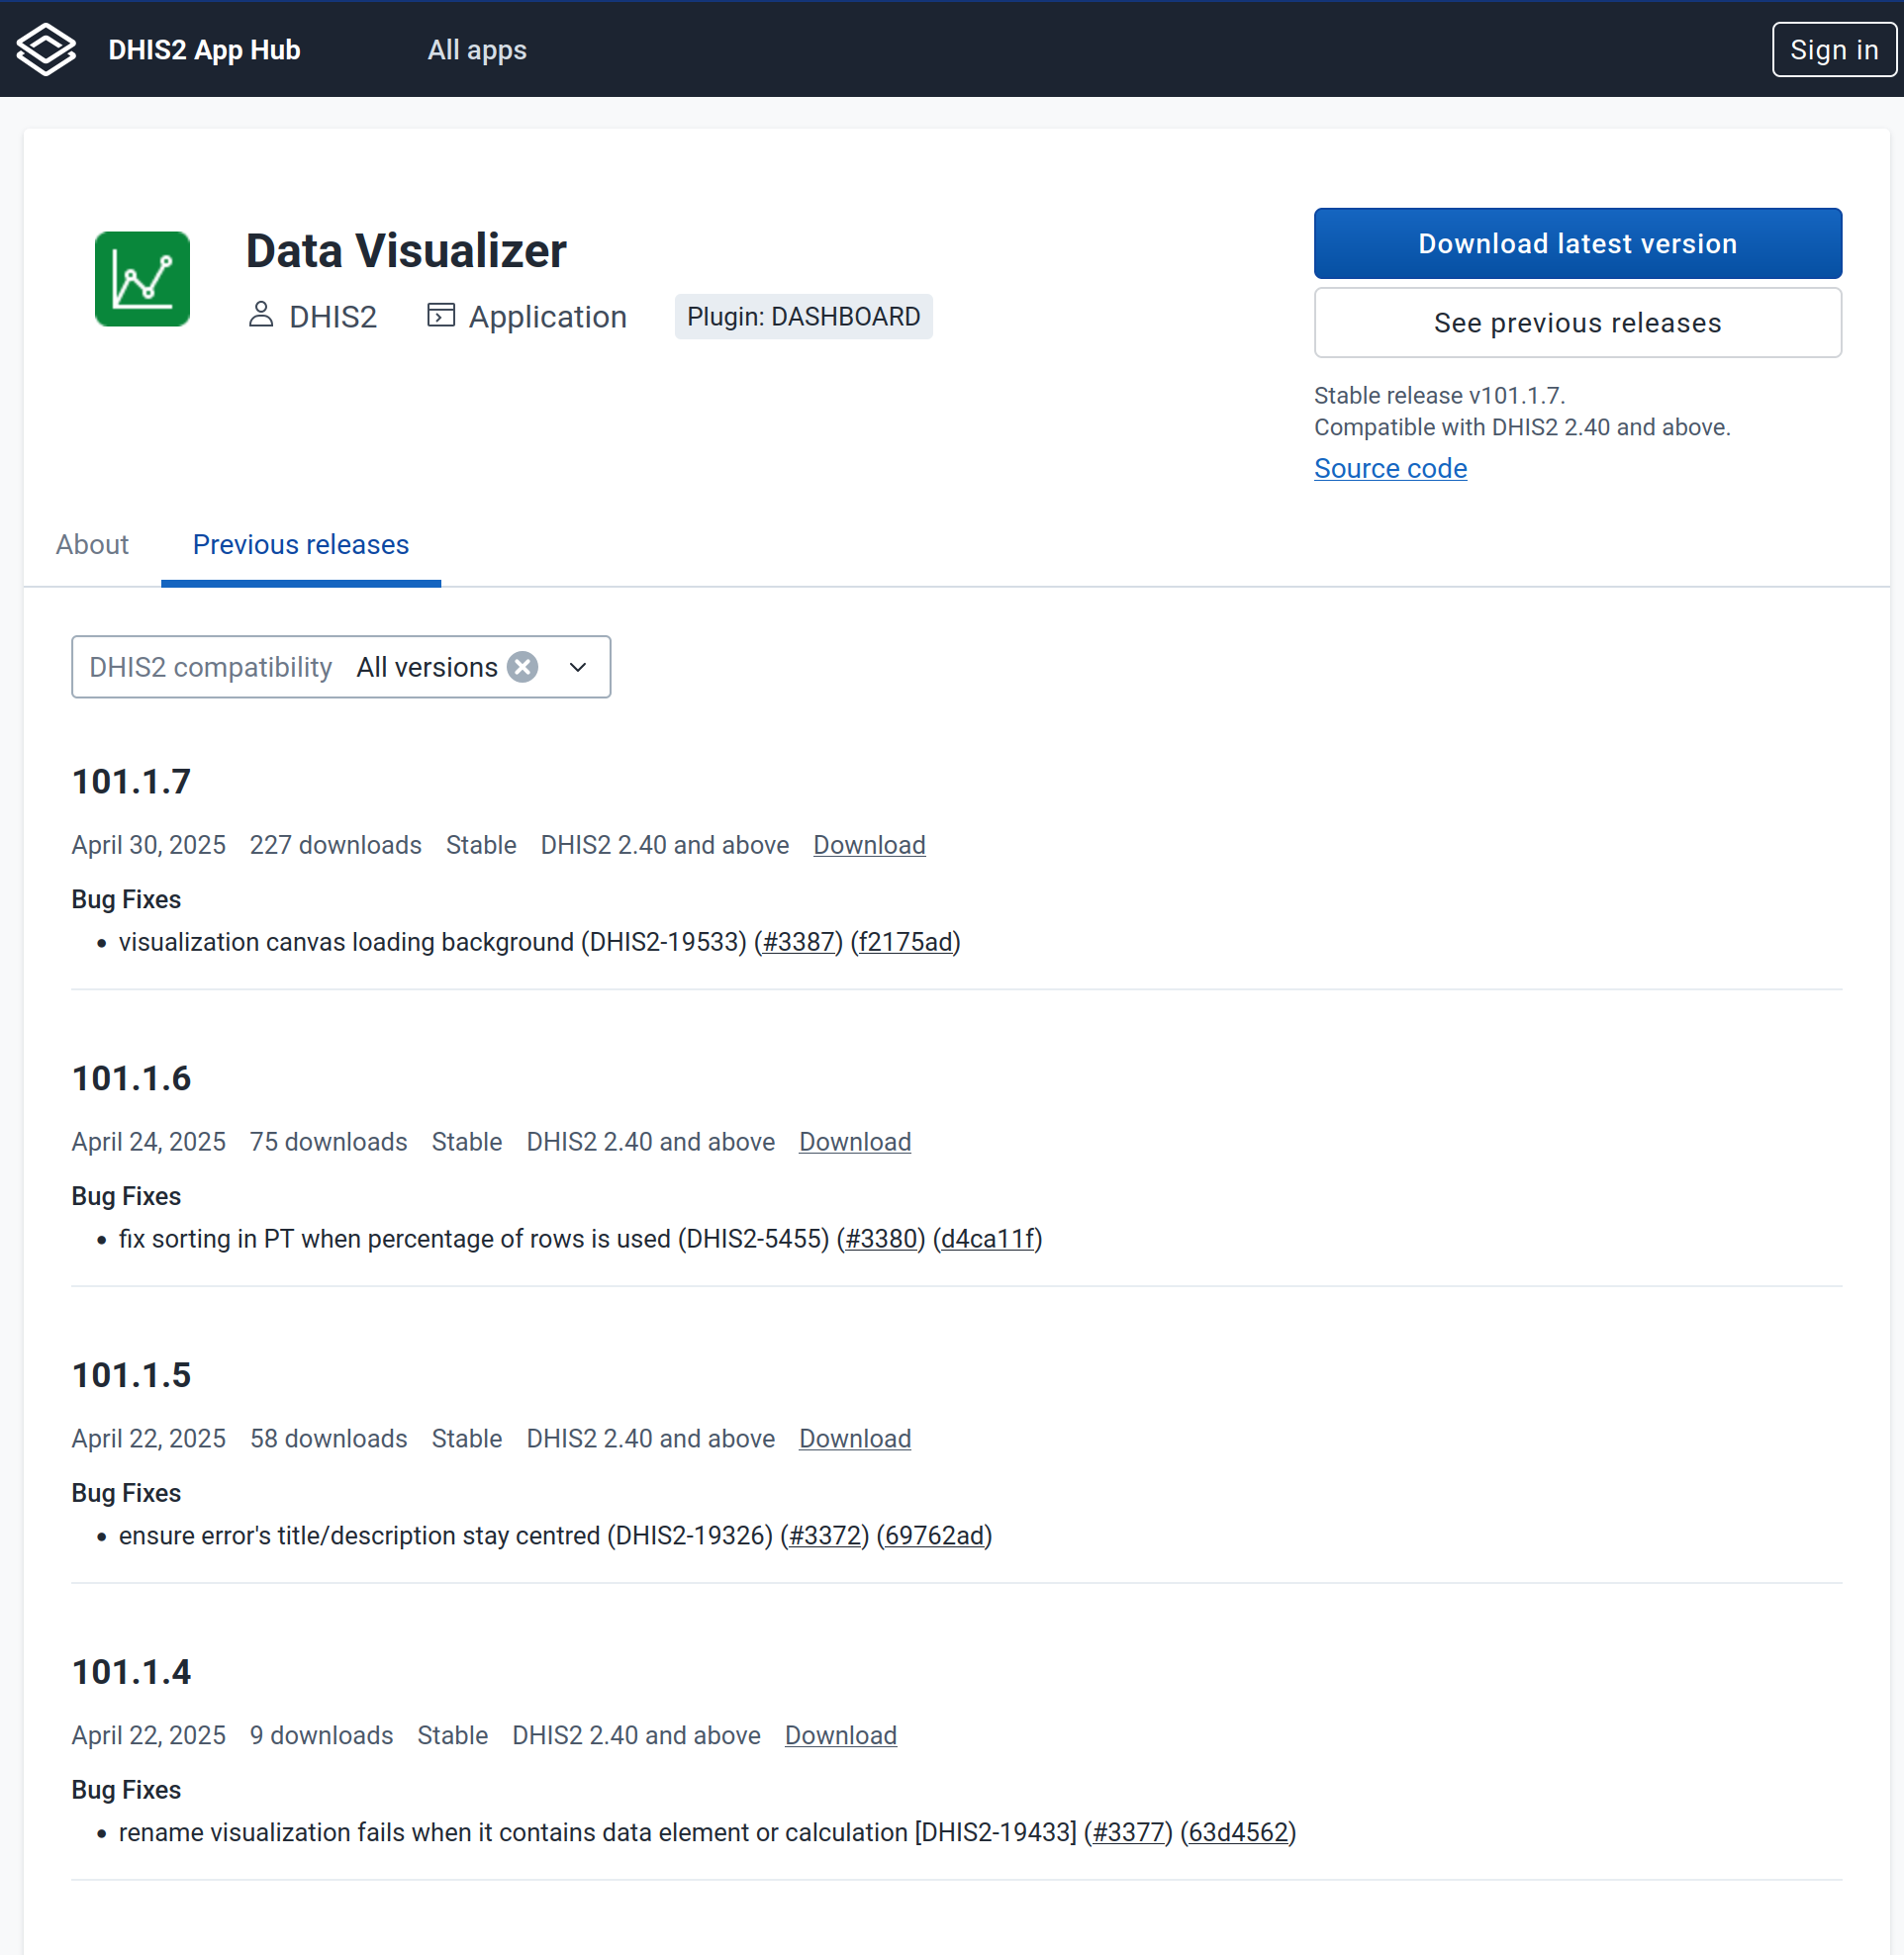 DHIS2 App Hub All apps Sign in
Data Visualizer
DHIS2 Application Plugin: DASHBOARD
Download latest version
See previous releases
Stable release v101.1.7.
Compatible with DHIS2 2.40 and above.
Source code
About Previous releases
DHIS2 compatibility All versions
101.1.7
April 30, 2025 227 downloads Stable DHIS2 2.40 and above Download
Bug Fixes
• visualization canvas loading background (DHIS2-19533) (#3387) (f2175ad)
101.1.6
April 24, 2025 75 downloads Stable DHIS2 2.40 and above Download
Bug Fixes
• fix sorting in PT when percentage of rows is used (DHIS2-5455) (#3380) (d4ca11f)
101.1.5
April 22, 2025 58 downloads Stable DHIS2 2.40 and above Download
Bug Fixes
• ensure error's title/description stay centred (DHIS2-19326) (#3372) (69762ad)
101.1.4
April 22, 2025 9 downloads Stable DHIS2 2.40 and above Download
Bug Fixes
• rename visualization fails when it contains data element or calculation [DHIS2-19433] (#3377) (63d4562)